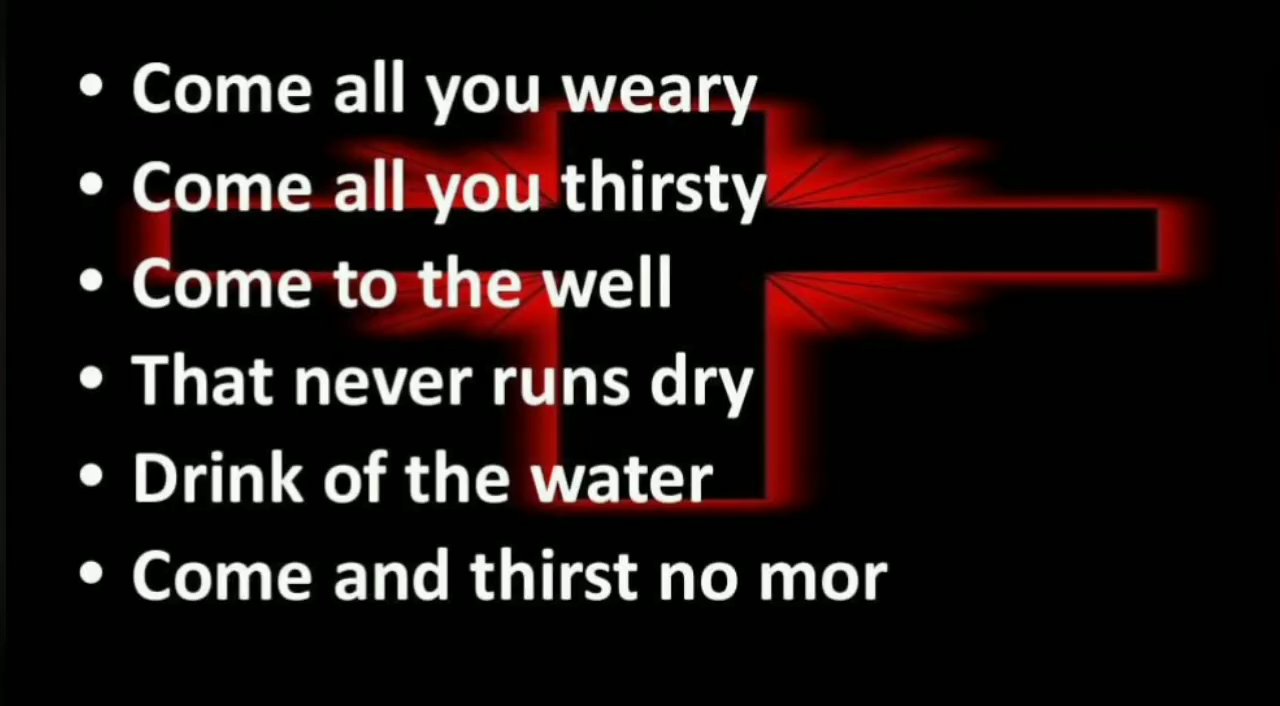 • Come all you weary
• Come all you thirsty
• Come to the well
• That never runs dry
• Drink of the water
• Come and thirst no mor